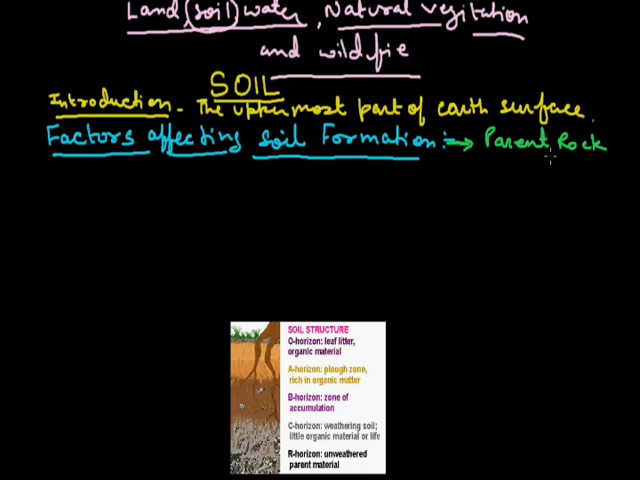 Land, (soil) water, Natural vegitation
and wildfie
SOIL
Introduction - The uppermost part of earth surface.
Factors affecting soil Formation :→ Parent Rock
SOIL STRUCTURE
O-horizon: leaf litter,
organic material
A-horizon: plough zone,
rich in organic matter
B-horizon: zone of
accumulation
C-horizon: weathering soil;
little organic material or life
R-horizon: unweathered
parent material